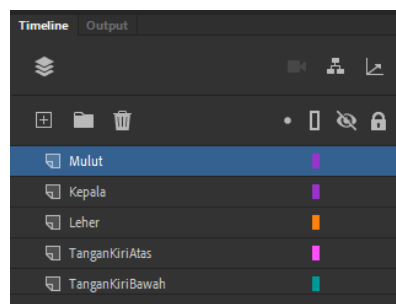 Timeline Output
Mulut
Kepala
Leher
TanganKiriAtas
TanganKiriBawah